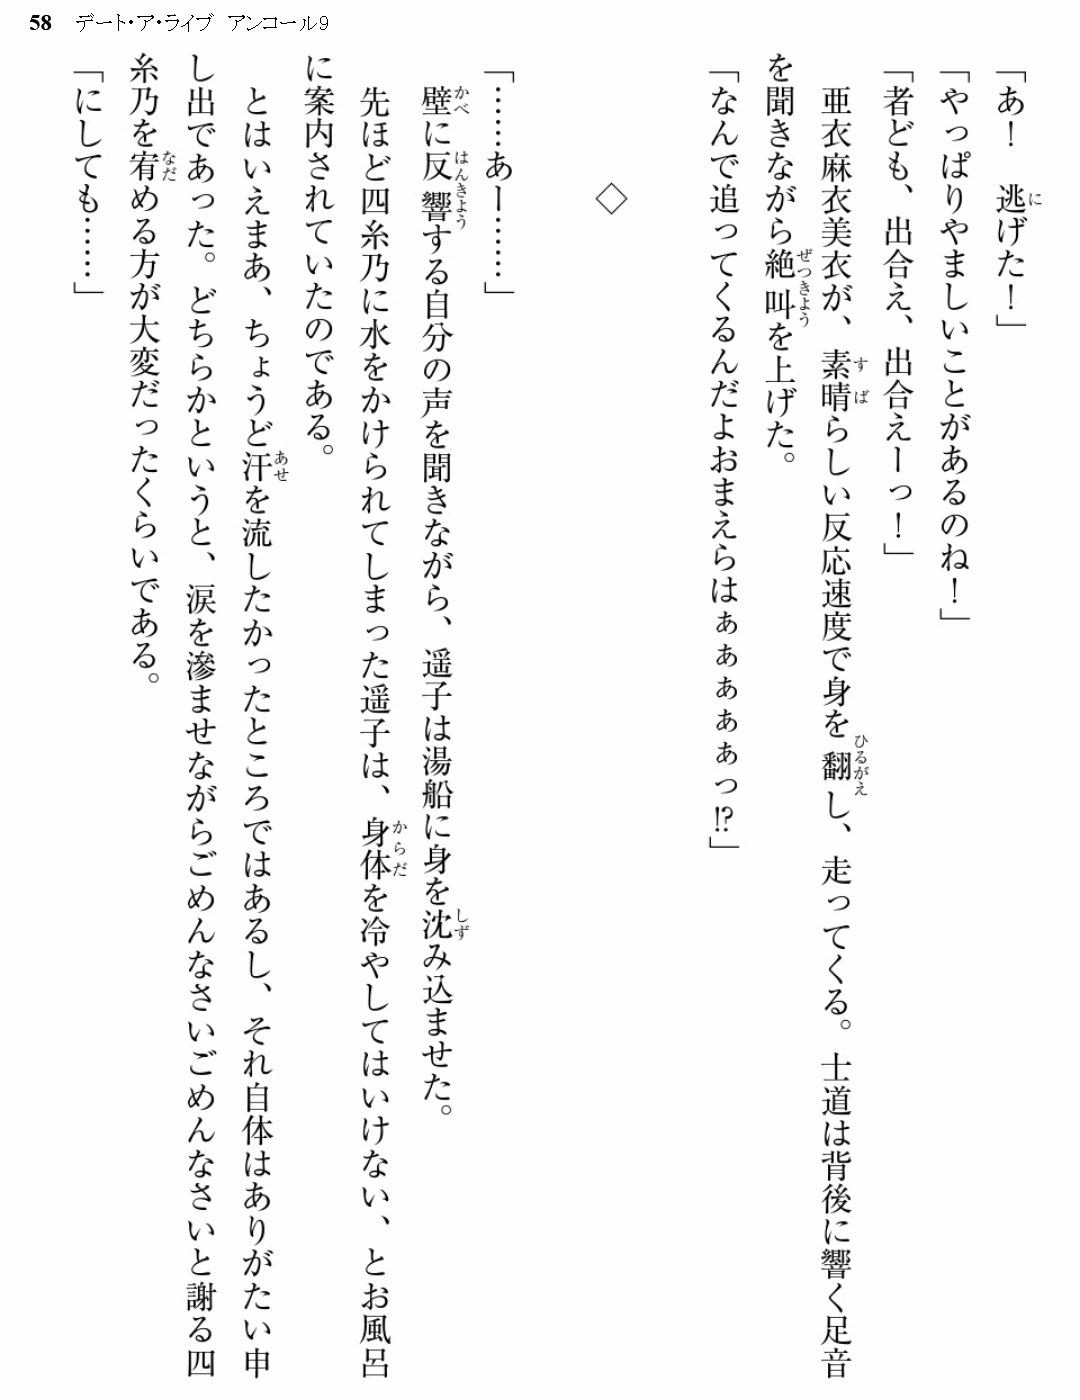 58 デート・ア・ライブ アンコール9
「あ！　逃げた！」
「やっぱりやましいことがあるのね！」
「者ども、出合え、出合えーっ！」
亜衣麻衣美衣が、素晴らしい反応速度で身を翻し、走ってくる。士道は背後に響く足音
を聞きながら絶叫を上げた。
「なんで追ってくるんだよおまえらはぁぁぁぁぁっ!?」
◇
「……あー……」
壁に反響する自分の声を聞きながら、遥子は湯船に身を沈み込ませた。
先ほど四糸乃に水をかけられてしまった遥子は、身体を冷やしてはいけない、とお風呂
に案内されていたのである。
とはいえまあ、ちょうど汗を流したかったところではあるし、それ自体はありがたい申
し出であった。どちらかというと、涙を滲ませながらごめんなさいごめんなさいと謝る四
糸乃を宥める方が大変だったくらいである。
「にしても……」